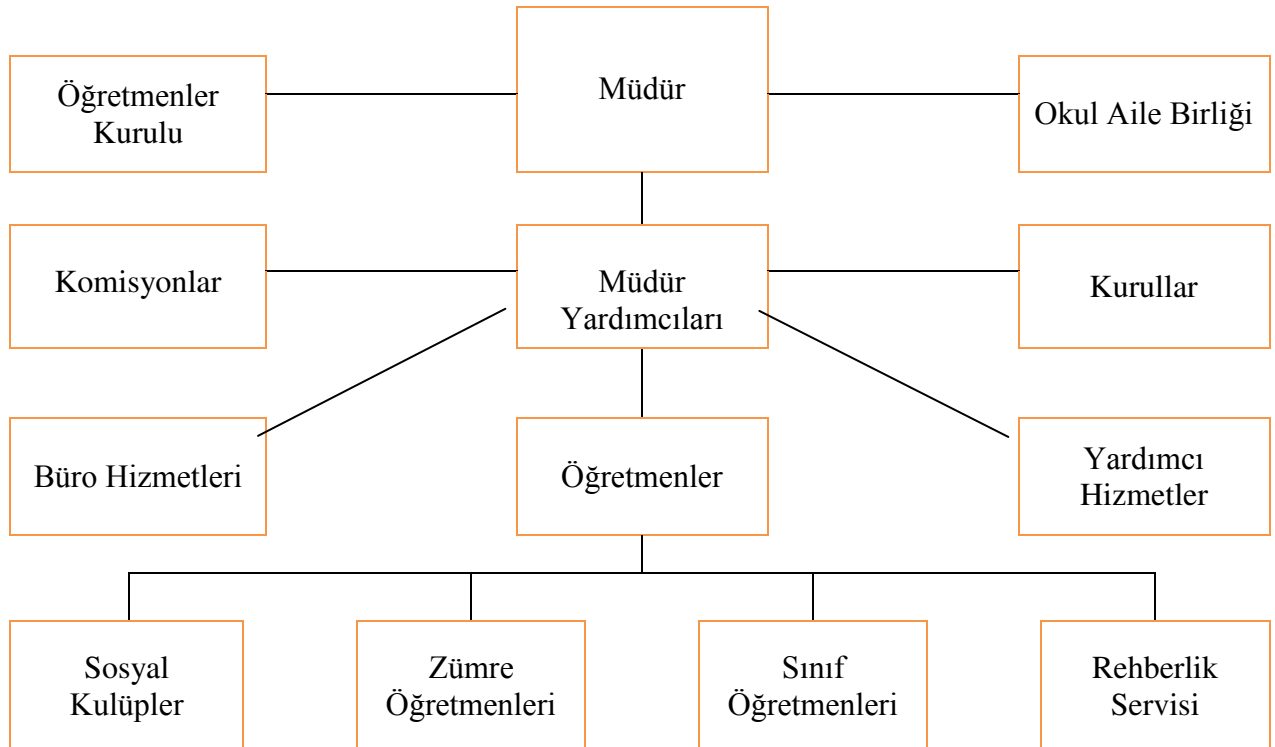 Müdür
Öğretmenler
Kurulu
Okul Aile Birliği
Komisyonlar
Müdür
Yardımcıları
Kurullar
Büro Hizmetleri
Öğretmenler
Yardımcı
Hizmetler
Sosyal
Kulüpler
Zümre
Öğretmenleri
Sınıf
Öğretmenleri
Rehberlik
Servisi